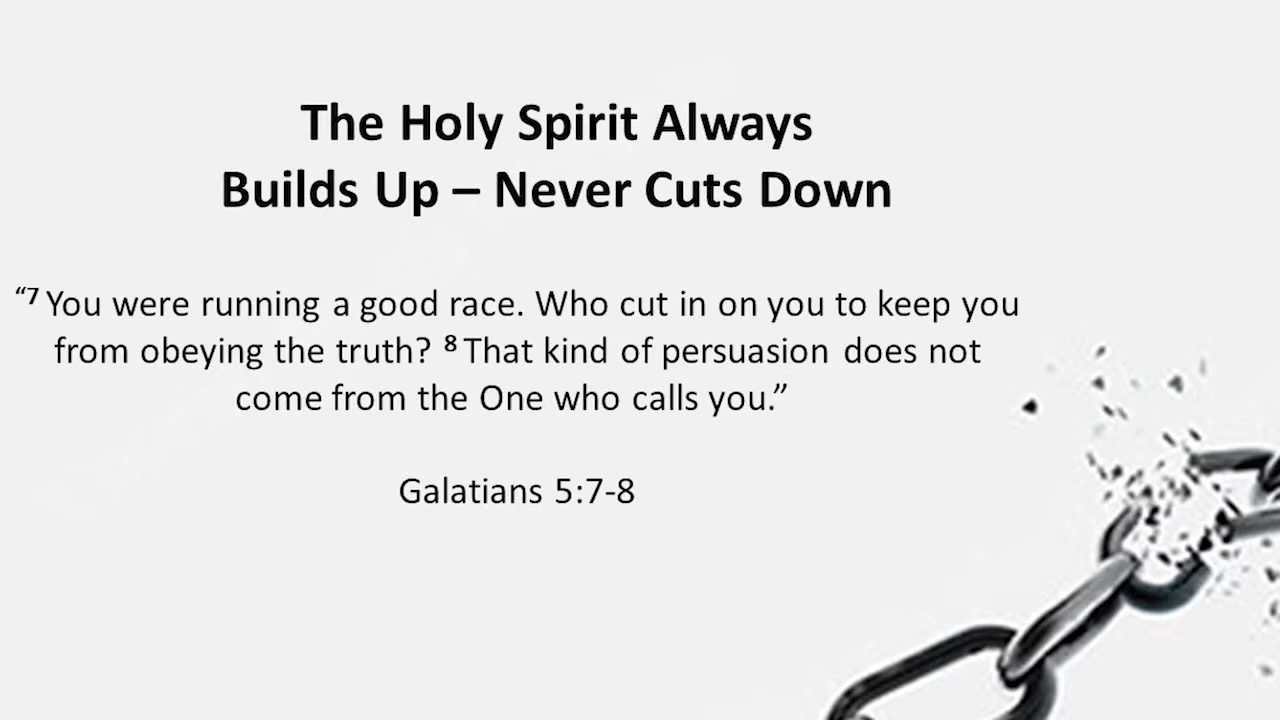 The Holy Spirit Always
Builds Up – Never Cuts Down
“⁷ You were running a good race. Who cut in on you to keep you
from obeying the truth? ⁸ That kind of persuasion does not
come from the One who calls you.”
Galatians 5:7-8